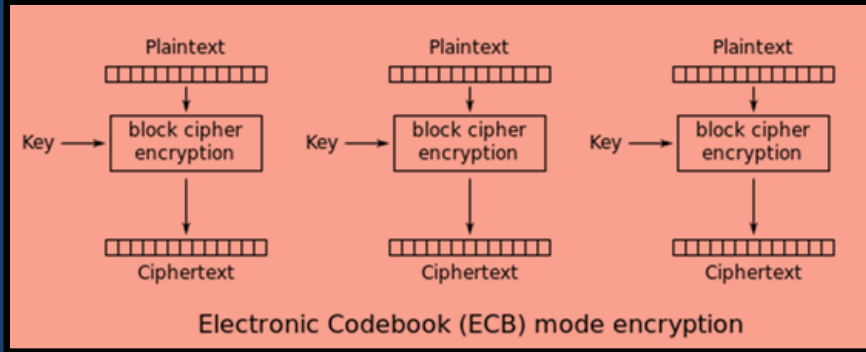 Plaintext Plaintext Plaintext
Key block cipher encryption Key block cipher encryption Key block cipher encryption
Ciphertext Ciphertext Ciphertext
Electronic Codebook (ECB) mode encryption